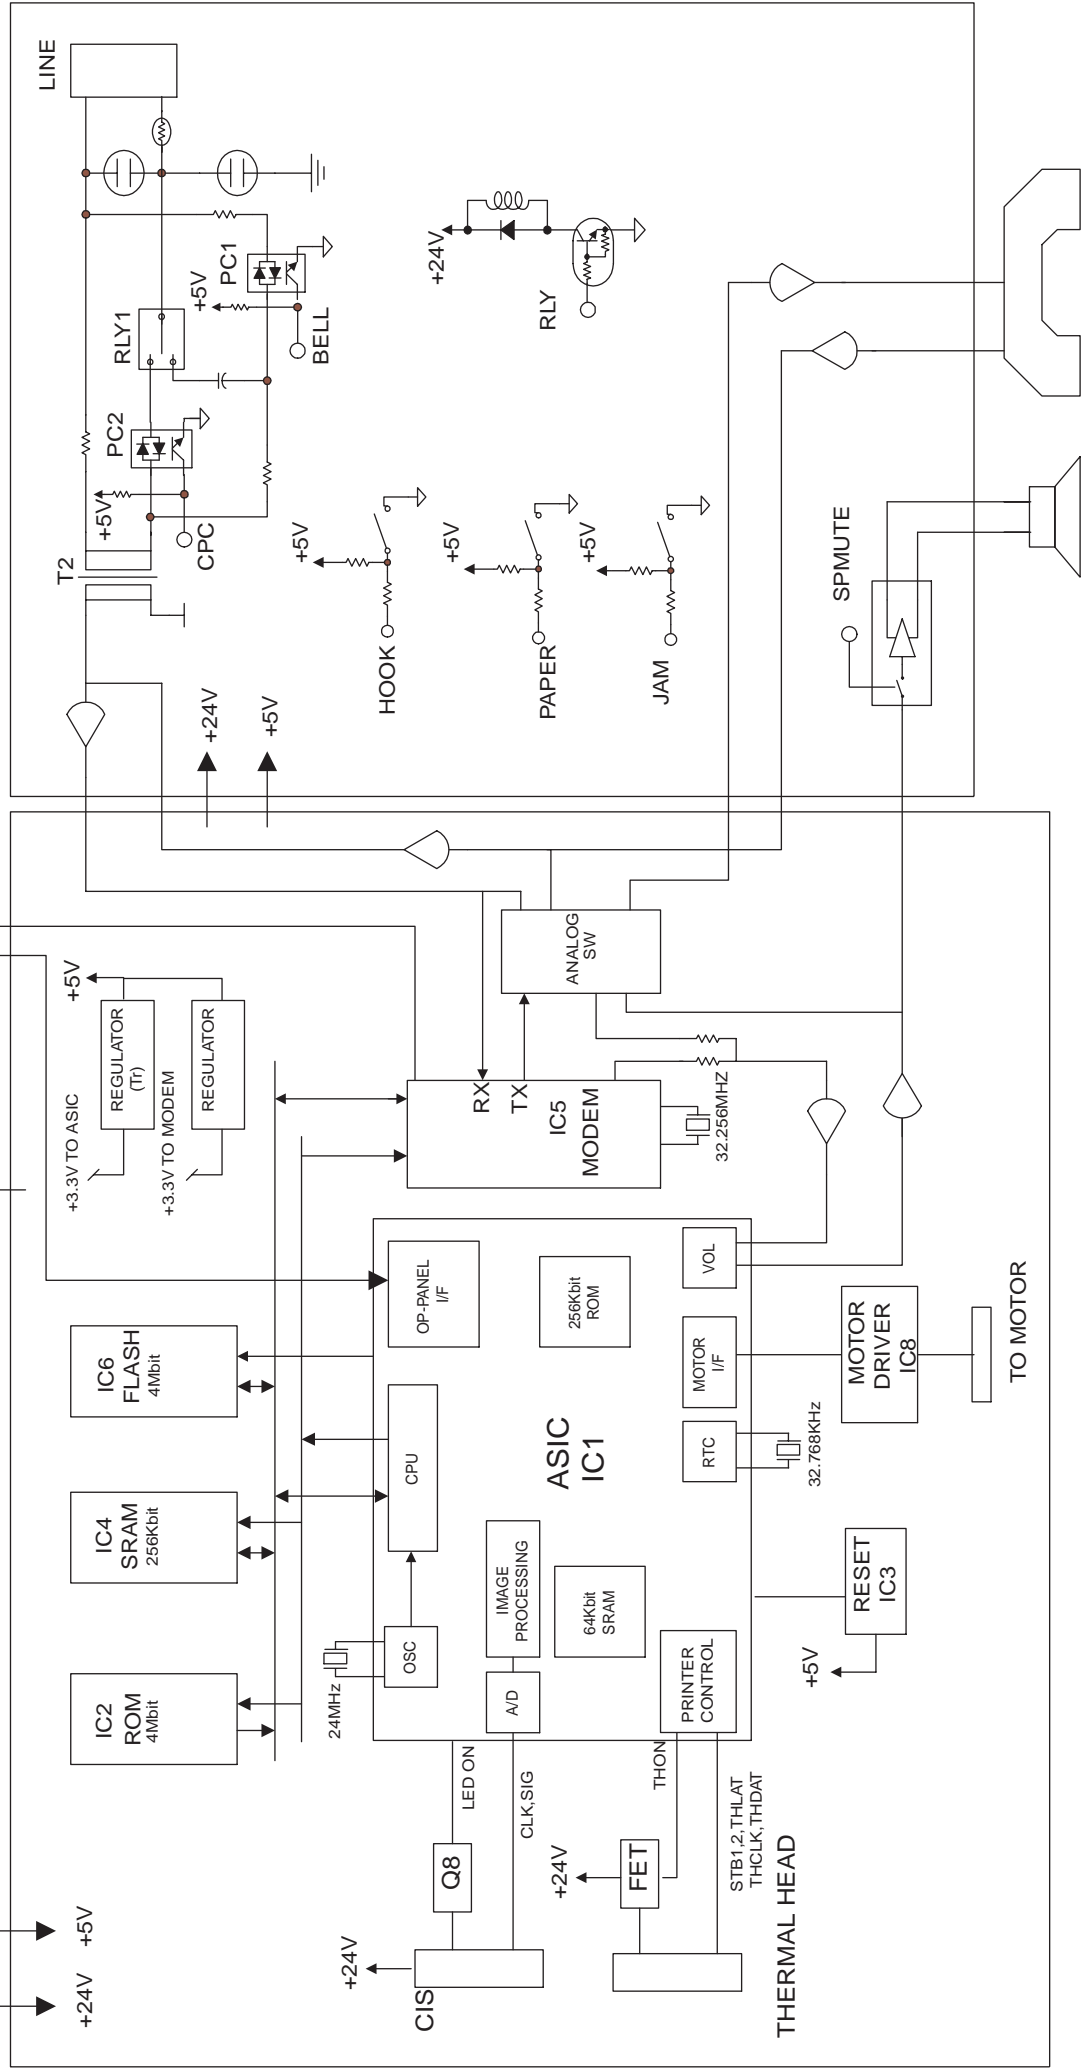 LINE
T2
+5V
CPC
PC2
RLY1
+5V
PC1
BELL
+24V
RLY
+24V
+5V
+5V
HOOK
+5V
PAPER
+5V
JAM
SPMUTE
+5V
REGULATOR
(Tr)
REGULATOR
+3.3V TO ASIC
+3.3V TO MODEM
ANALOG
SW
RX
TX
IC5
MODEM
32.256MHZ
IC6
FLASH
4Mbit
IC4
SRAM
256Kbit
IC2
ROM
4Mbit
OP-PANEL
I/F
256Kbit
ROM
VOL
CPU
ASIC
IC1
MOTOR
I/F
RTC
32.768KHz
MOTOR
DRIVER
IC8
TO MOTOR
OSC
24MHz
IMAGE
PROCESSING
A/D
64Kbit
SRAM
PRINTER
CONTROL
RESET
IC3
+5V
LED ON
CLK,SIG
Q8
+24V
CIS
THON
FET
+24V
STB1,2,THLAT
THCLK,THDAT
THERMAL HEAD
+5V
+24V